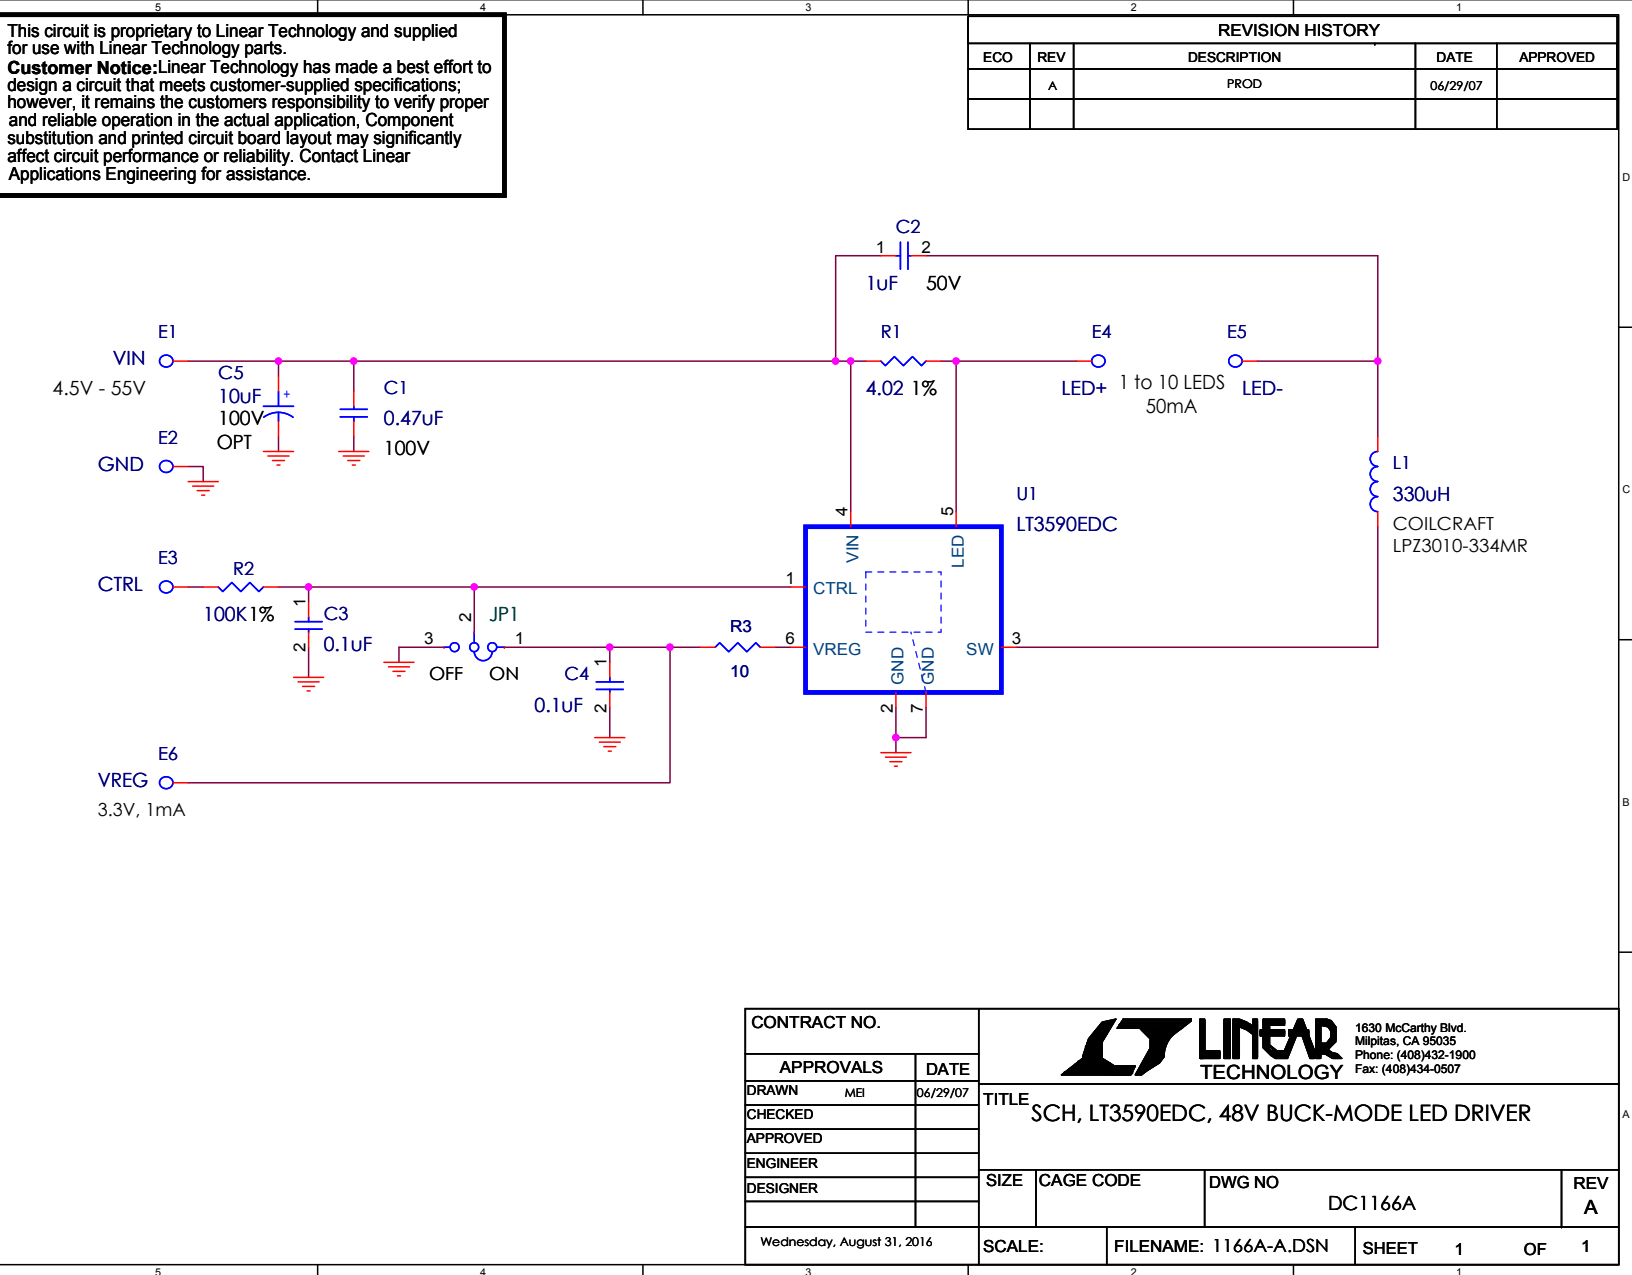 5 4 3 2 1
This circuit is proprietary to Linear Technology and supplied
for use with Linear Technology parts.
Customer Notice:Linear Technology has made a best effort to
design a circuit that meets customer-supplied specifications;
however, it remains the customers responsibility to verify proper
and reliable operation in the actual application, Component
substitution and printed circuit board layout may significantly
affect circuit performance or reliability. Contact Linear
Applications Engineering for assistance.
REVISION HISTORY
ECO REV DESCRIPTION DATE APPROVED
A PROD 06/29/07
D
C2
1 2
1uF 50V
E1
VIN
4.5V - 55V
C5
10uF
+
100V
OPT
C1
0.47uF
100V
R1
4.02 1%
E4
LED+
1 to 10 LEDS
50mA
E5
LED-
E2
GND
L1
330uH
COILCRAFT
LPZ3010-334MR
C
U1
LT3590EDC
4
5
VIN
LED
E3
CTRL
R2
100K 1%
1
C3
0.1uF
2
2
JP1
3 1
OFF ON
1
C4
0.1uF
2
R3
10
1
CTRL
6
VREG
SW
3
GND
GND
2
7
E6
VREG
3.3V, 1mA
B
CONTRACT NO.
APPROVALS DATE
DRAWN MEI 06/29/07
CHECKED
APPROVED
ENGINEER
DESIGNER
Wednesday, August 31, 2016
LINEAR
TECHNOLOGY
1630 McCarthy Blvd.
Milpitas, CA 95035
Phone: (408)432-1900
Fax: (408)434-0507
TITLE
SCH, LT3590EDC, 48V BUCK-MODE LED DRIVER
A
SIZE CAGE CODE DWG NO REV
DC1166A A
SCALE: FILENAME: 1166A-A.DSN SHEET 1 OF 1
5 4 3 2 1